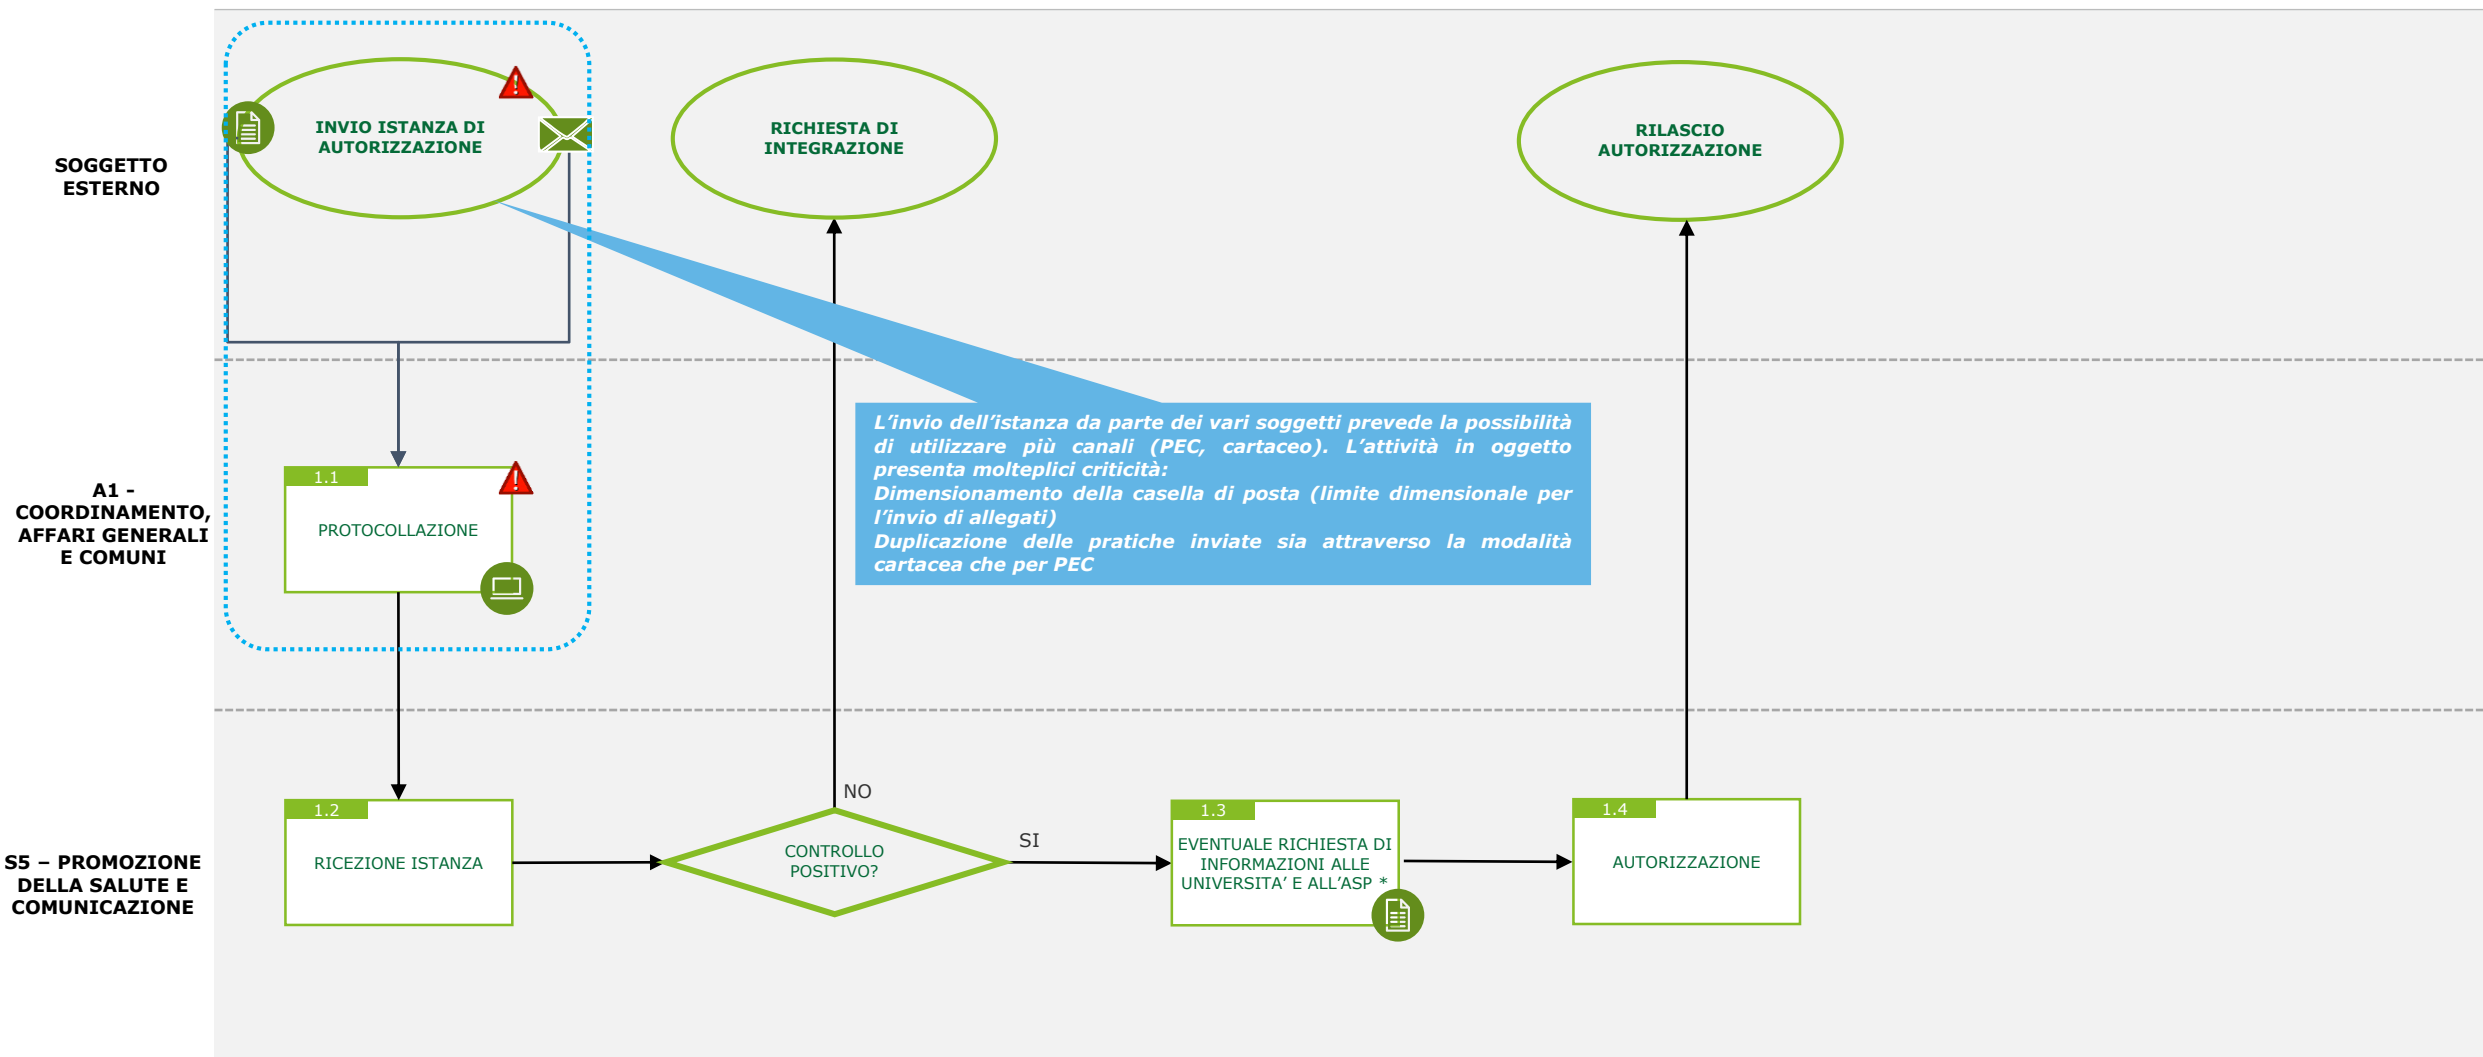 SOGGETTO
ESTERNO
INVIO ISTANZA DI
AUTORIZZAZIONE
RICHIESTA DI
INTEGRAZIONE
RILASCIO
AUTORIZZAZIONE
A1 -
COORDINAMENTO,
AFFARI GENERALI
E COMUNI
1.1
PROTOCOLLAZIONE
L’invio dell’istanza da parte dei vari soggetti prevede la possibilità
di utilizzare più canali (PEC, cartaceo). L’attività in oggetto
presenta molteplici criticità:
Dimensionamento della casella di posta (limite dimensionale per
l’invio di allegati)
Duplicazione delle pratiche inviate sia attraverso la modalità
cartacea che per PEC
S5 – PROMOZIONE
DELLA SALUTE E
COMUNICAZIONE
1.2
RICEZIONE ISTANZA
NO
CONTROLLO
POSITIVO?
SI
1.3
EVENTUALE RICHIESTA DI
INFORMAZIONI ALLE
UNIVERSITA’ E ALL’ASP *
1.4
AUTORIZZAZIONE